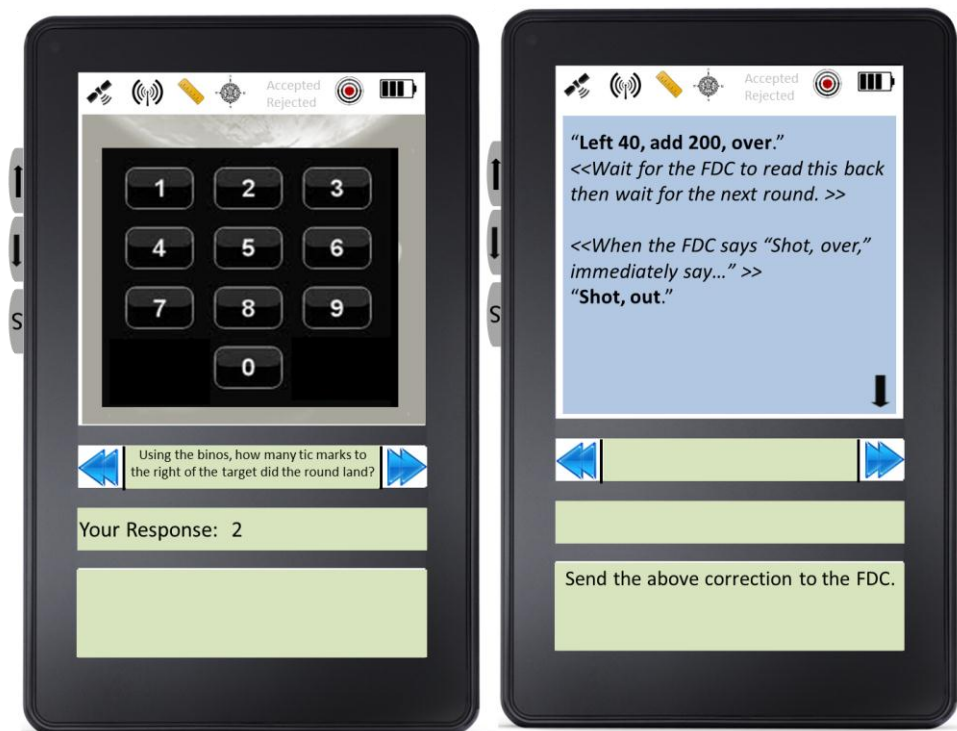 Accepted
Rejected
1 2 3
4 5 6
7 8 9
0
Using the binos, how many tic marks to
the right of the target did the round land?
Your Response: 2
S
Accepted
Rejected
“Left 40, add 200, over.”
<<Wait for the FDC to read this back
then wait for the next round. >>
<<When the FDC says “Shot, over,”
immediately say…” >>
“Shot, out.”
Send the above correction to the FDC.
S